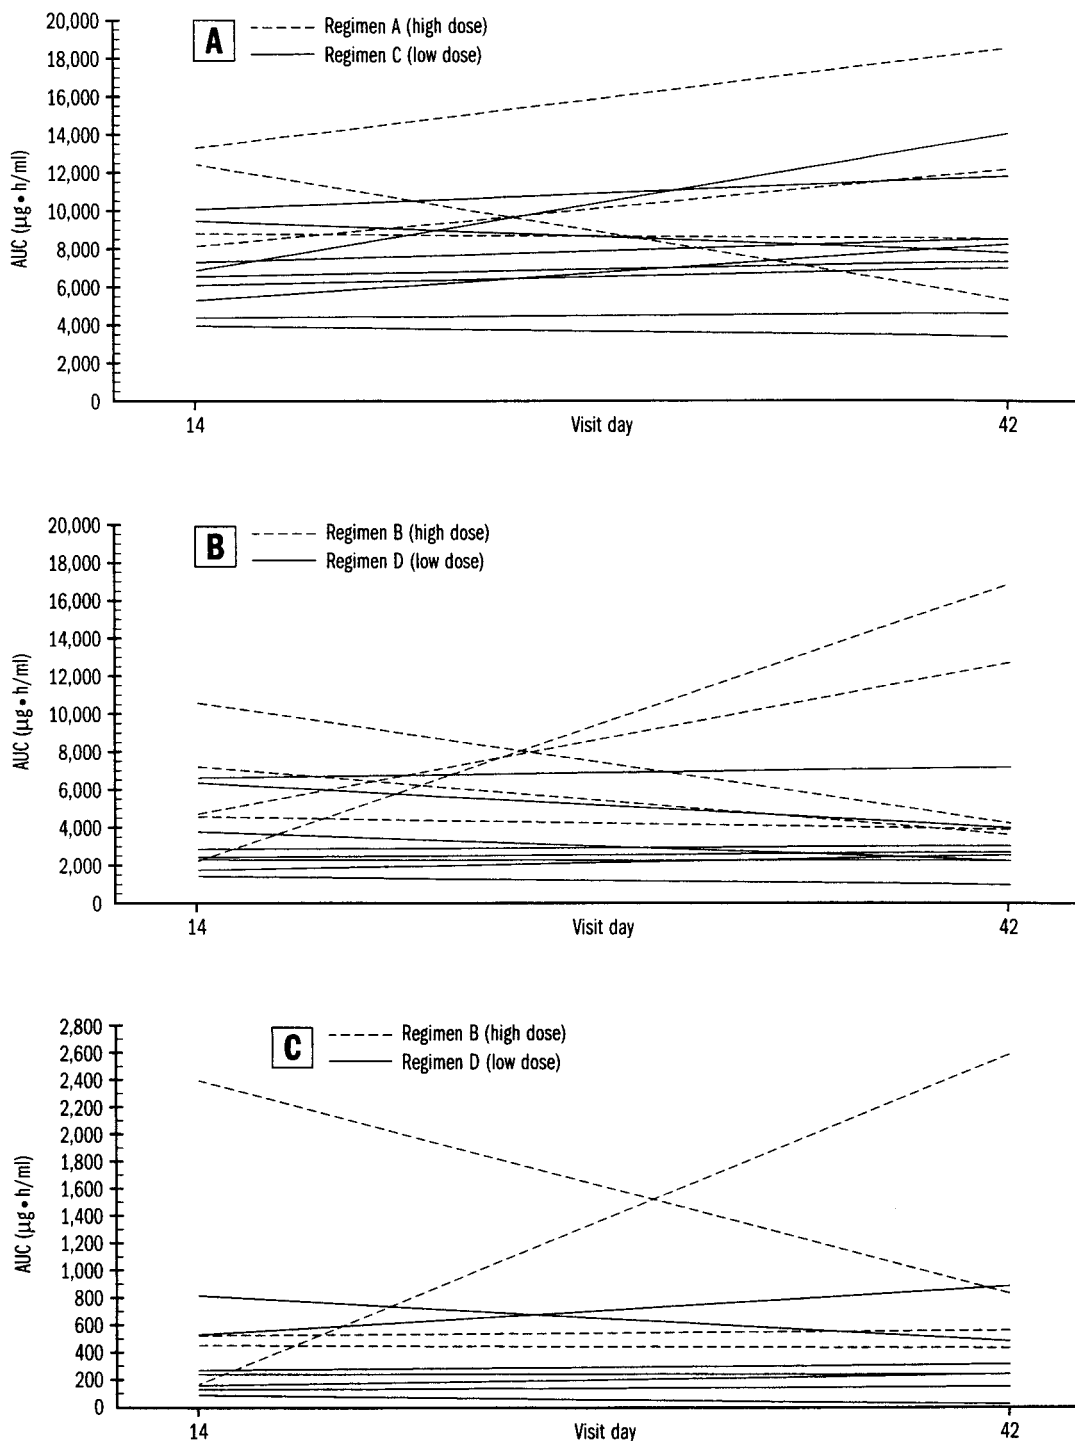 20,000
A
Regimen A (high dose)
18,000
Regimen C (low dose)
16,000
14,000
12,000
10,000
8,000
6,000
4,000
2,000
0
AUC (µg•h/ml)
14
Visit day
42
20,000
B
Regimen B (high dose)
18,000
Regimen D (low dose)
16,000
14,000
12,000
10,000
8,000
6,000
4,000
2,000
0
AUC (µg•h/ml)
14
Visit day
42
2,800
C
Regimen B (high dose)
2,600
Regimen D (low dose)
2,400
2,200
2,000
1,800
1,600
1,400
1,200
1,000
800
600
400
200
0
AUC (µg•h/ml)
14
Visit day
42